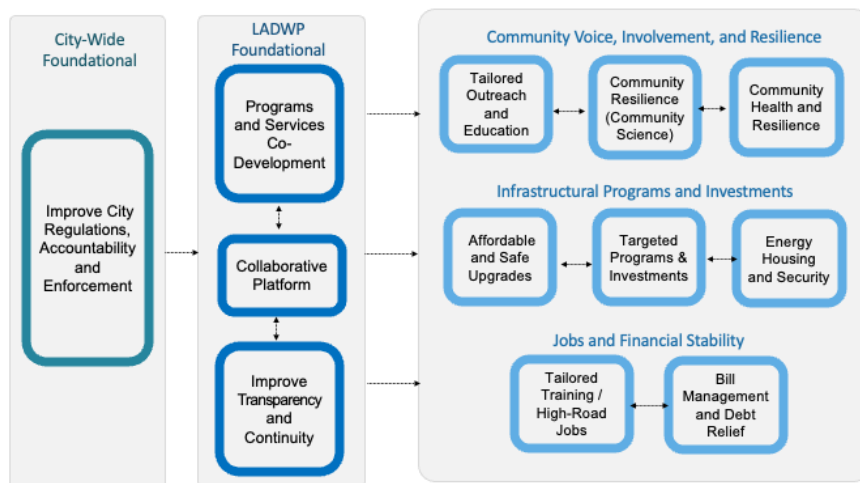 City-Wide
Foundational
Improve City
Regulations,
Accountability
and
Enforcement
LADWP
Foundational
Programs
and Services
Co-
Development
Collaborative
Platform
Improve
Transparency
and
Continuity
Community Voice, Involvement, and Resilience
Tailored
Outreach
and
Education
Community
Resilience
(Community
Science)
Community
Health and
Resilience
Infrastructural Programs and Investments
Affordable
and Safe
Upgrades
Targeted
Programs &
Investments
Energy
Housing
and Security
Jobs and Financial Stability
Tailored
Training /
High-Road
Jobs
Bill
Management
and Debt
Relief